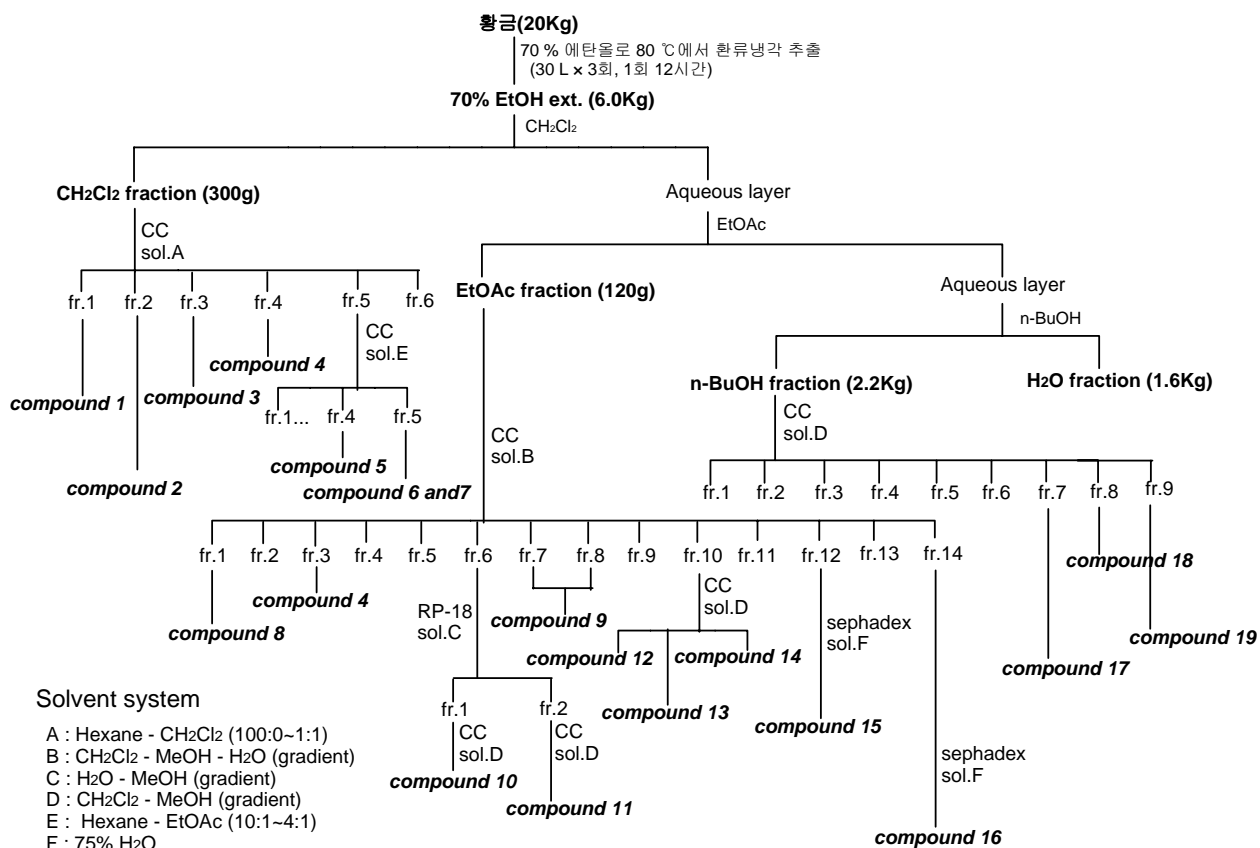 황금(20Kg)
70 % 에탄올로 80 ℃에서 환류냉각 추출
(30 L × 3회, 1회 12시간)
70% EtOH ext. (6.0Kg)
CH2Cl2
CH2Cl2 fraction (300g)
Aqueous layer
CC
sol.A
EtOAc
fr.1 fr.2 fr.3 fr.4 fr.5 fr.6
EtOAc fraction (120g)
Aqueous layer
CC
sol.E
n-BuOH
compound 4
compound 1
compound 3
n-BuOH fraction (2.2Kg)
H2O fraction (1.6Kg)
fr.1... fr.4 fr.5
CC
sol.D
CC
sol.B
compound 5
compound 2
compound 6 and7
fr.1 fr.2 fr.3 fr.4 fr.5 fr.6 fr.7 fr.8 fr.9
fr.1 fr.2 fr.3 fr.4 fr.5 fr.6 fr.7 fr.8 fr.9 fr.10 fr.11 fr.12 fr.13 fr.14
compound 18
compound 4
CC
sol.D
RP-18
sol.C
compound 9
sephadex
sol.F
compound 8
compound 19
compound 12
compound 14
compound 17
compound 13
compound 15
fr.1 fr.2
CC
sol.D
CC
sol.D
sephadex
sol.F
compound 10
compound 11
compound 16
Solvent system
A : Hexane - CH2Cl2 (100:0~1:1)
B : CH2Cl2 - MeOH - H2O (gradient)
C : H2O - MeOH (gradient)
D : CH2Cl2 - MeOH (gradient)
E : Hexane - EtOAc (10:1~4:1)
F : 75% H2O